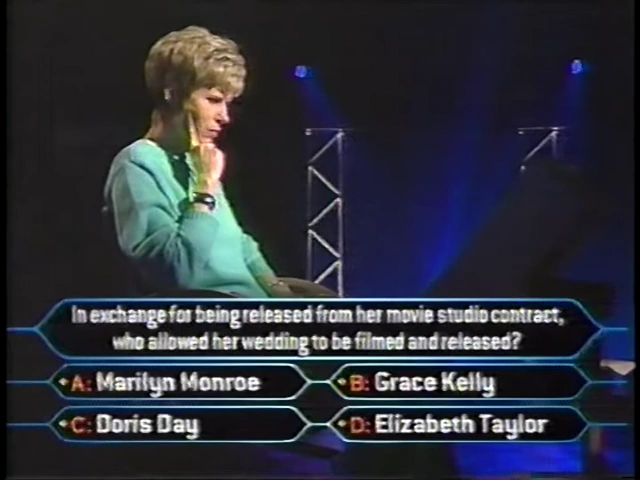 In exchange for being released from her movie studio contract,
who allowed her wedding to be filmed and released?
A: Marilyn Monroe
B: Grace Kelly
C: Doris Day
D: Elizabeth Taylor